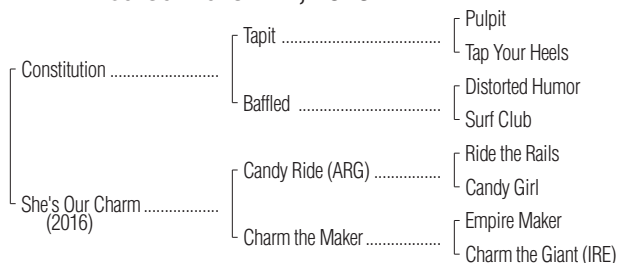 Pulpit
Tapit
Tap Your Heels
Constitution
Distorted Humor
Baffled
Surf Club
Ride the Rails
Candy Ride (ARG)
Candy Girl
She's Our Charm
(2016)
Empire Maker
Charm the Maker
Charm the Giant (IRE)